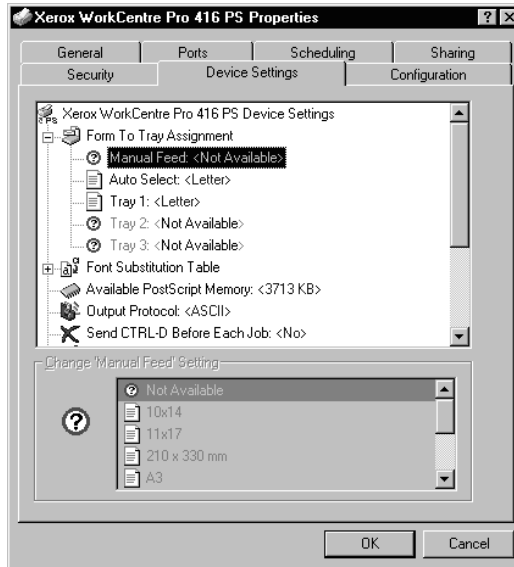 Xerox WorkCentre Pro 416 PS Properties
General Ports Scheduling Sharing
Security Device Settings Configuration
Xerox WorkCentre Pro 416 PS Device Settings
Form To Tray Assignment
Manual Feed: <Not Available>
Auto Select: <Letter>
Tray 1: <Letter>
Tray 2: <Not Available>
Tray 3: <Not Available>
Font Substitution Table
Available PostScript Memory: <3713 KB>
Output Protocol: <ASCII>
Send CTRL-D Before Each Job: <No>
Change 'Manual Feed' Setting
Not Available
10x14
11x17
210 x 330 mm
A3
OK Cancel